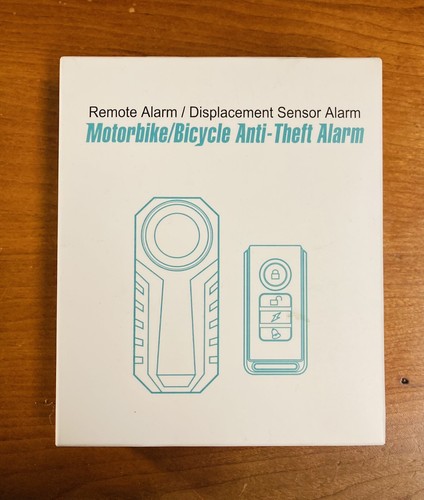 Remote Alarm / Displacement Sensor Alarm
Motorbike/Bicycle Anti-Theft Alarm